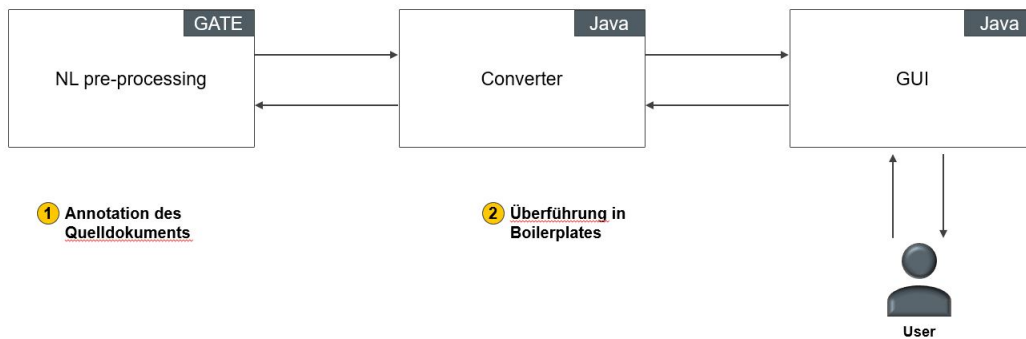 GATE
NL pre-processing
Java
Converter
Java
GUI
1 Annotation des
Quelldokuments
2 Überführung in
Boilerplates
User